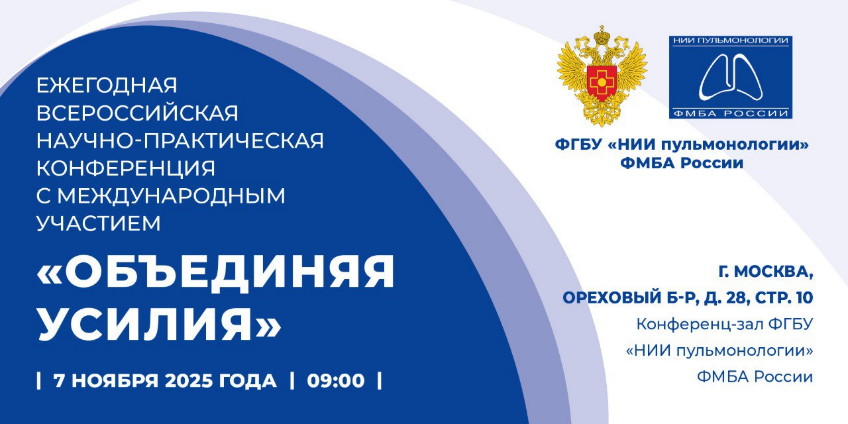 ЕЖЕГОДНАЯ
ВСЕРОССИЙСКАЯ
НАУЧНО-ПРАКТИЧЕСКАЯ
КОНФЕРЕНЦИЯ
С МЕЖДУНАРОДНЫМ
УЧАСТИЕМ
«ОБЪЕДИНЯЯ
УСИЛИЯ»
| 7 НОЯБРЯ 2025 ГОДА | 09:00 |
НИИ ПУЛЬМОНОЛОГИИ
ФМБА РОССИИ
ФГБУ «НИИ пульмонологии»
ФМБА России
Г. МОСКВА,
ОРЕХОВЫЙ Б-Р, Д. 28, СТР. 10
Конференц-зал ФГБУ
«НИИ пульмонологии»
ФМБА России